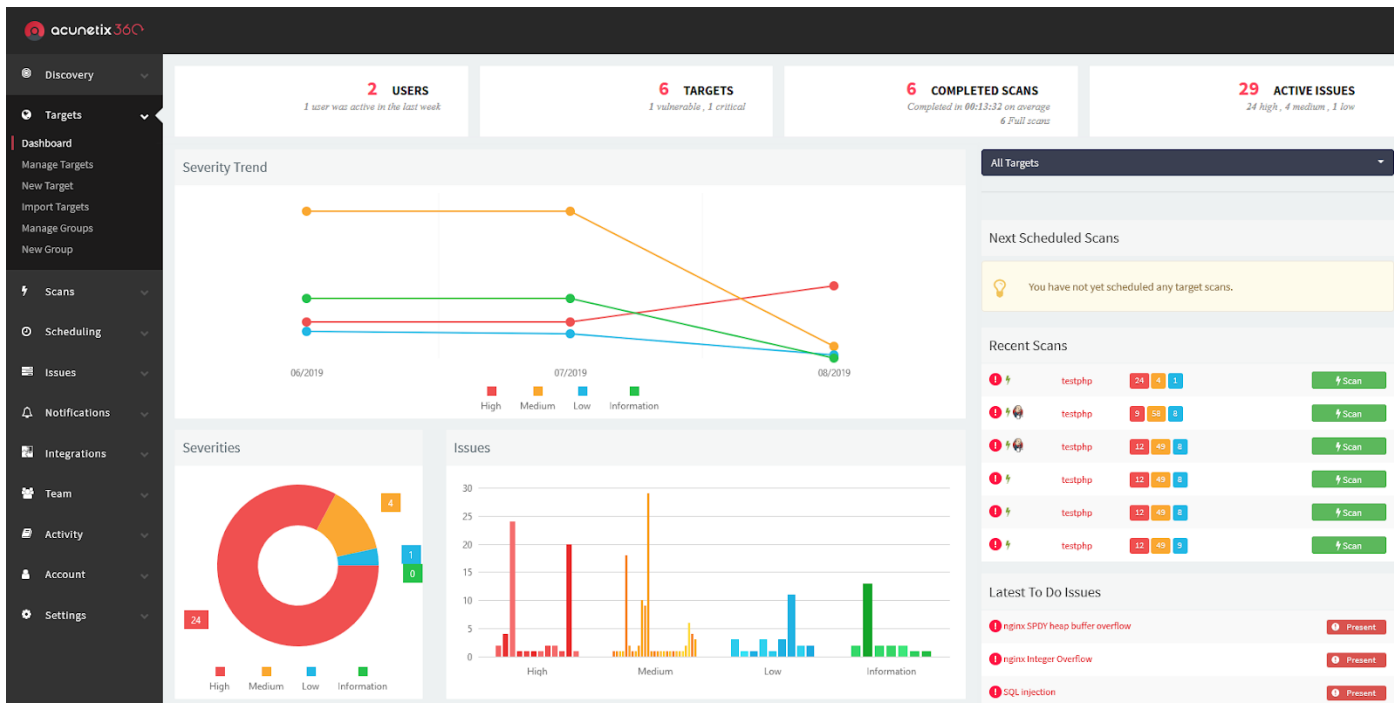 acunetix 360
Discovery
Targets
Dashboard
Manage Targets
New Target
Import Targets
Manage Groups
New Group
Scans
Scheduling
Issues
Notifications
Integrations
Team
Activity
Account
Settings
2 USERS
1 user was active in the last week
6 TARGETS
1 vulnerable , 1 critical
6 COMPLETED SCANS
Completed in 00:13:32 on average
6 Full scans
29 ACTIVE ISSUES
24 high , 4 medium , 1 low
Severity Trend
06/2019 07/2019 08/2019
High Medium Low Information
Severities
4
1
0
24
High Medium Low Information
Issues
30
25
20
15
10
5
0
High Medium Low Information
All Targets
Next Scheduled Scans
You have not yet scheduled any target scans.
Recent Scans
testphp 24 4 1 Scan
testphp 9 58 8 Scan
testphp 12 49 8 Scan
testphp 12 49 8 Scan
testphp 12 49 8 Scan
testphp 12 49 9 Scan
Latest To Do Issues
nginx SPDY heap buffer overflow Present
nginx Integer Overflow Present
SQL injection Present